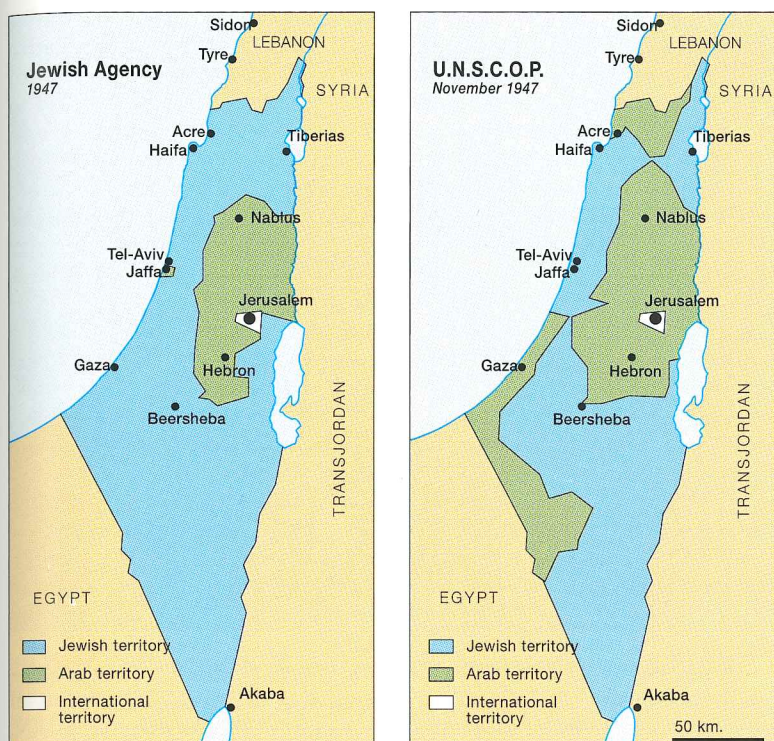 Jewish Agency
1947
Sidon
LEBANON
Tyre
SYRIA
Acre
Haifa
Tiberias
Nablus
Tel-Aviv
Jaffa
Jerusalem
Gaza
Hebron
Beersheba
TRANSJORDAN
EGYPT
Jewish territory
Arab territory
International
territory
Akaba
U.N.S.C.O.P.
November 1947
Sidon
LEBANON
Tyre
SYRIA
Acre
Haifa
Tiberias
Nablus
Tel-Aviv
Jaffa
Jerusalem
Gaza
Hebron
Beersheba
TRANSJORDAN
EGYPT
Jewish territory
Arab territory
International
territory
Akaba
50 km.